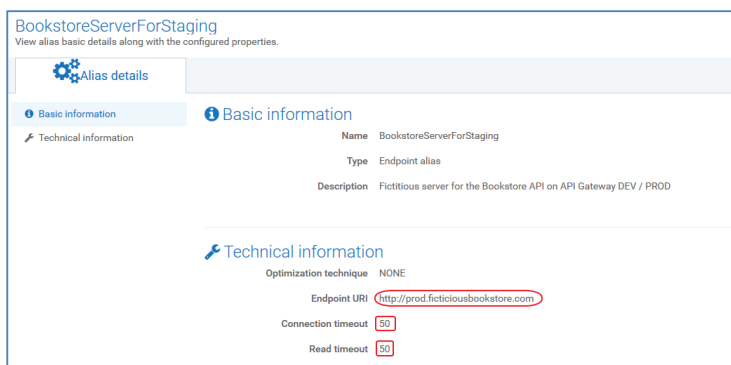 BookstoreServerForStaging
View alias basic details along with the configured properties.
Alias details
Basic information
Technical information
Basic information
Name BookstoreServerForStaging
Type Endpoint alias
Description Fictitious server for the Bookstore API on API Gateway DEV / PROD
Technical information
Optimization technique NONE
Endpoint URI http://prod.ficticiousbookstore.com
Connection timeout 50
Read timeout 50